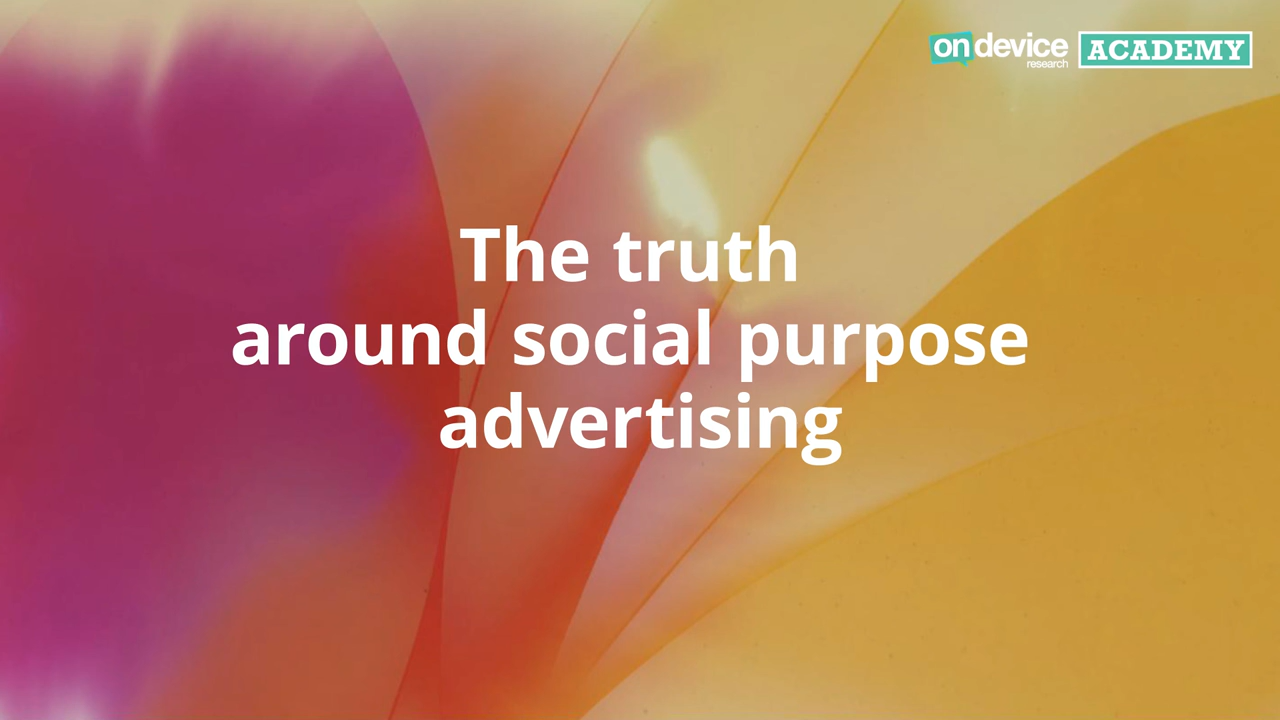 on device
research
ACADEMY
The truth
around social purpose
advertising